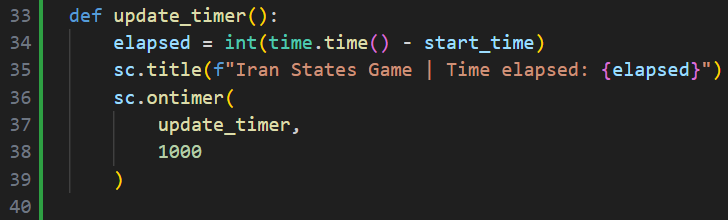 33 def update_timer():
34     elapsed = int(time.time() - start_time)
35     sc.title(f"Iran States Game | Time elapsed: {elapsed}")
36     sc.ontimer(
37         update_timer,
38         1000
39     )
40